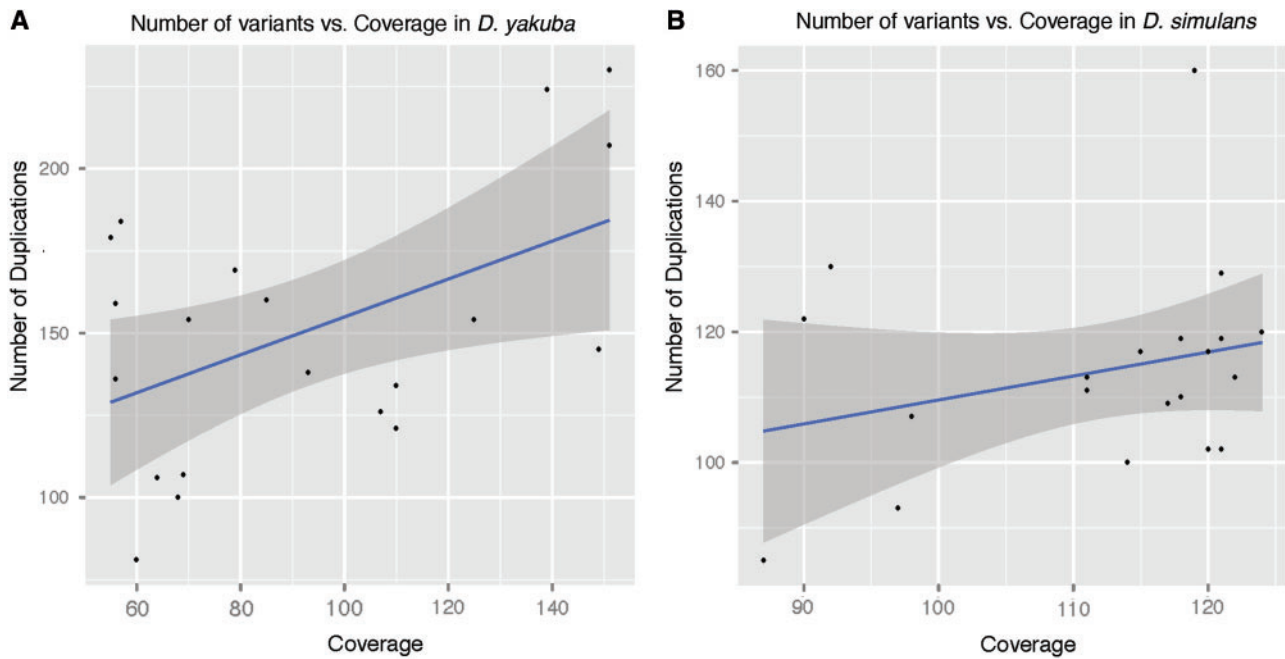 A
Number of variants vs. Coverage in D. yakuba
Number of Duplications
200
150
100
60
80
100
120
140
Coverage
B
Number of variants vs. Coverage in D. simulans
Number of Duplications
160
140
120
100
90
100
110
120
Coverage